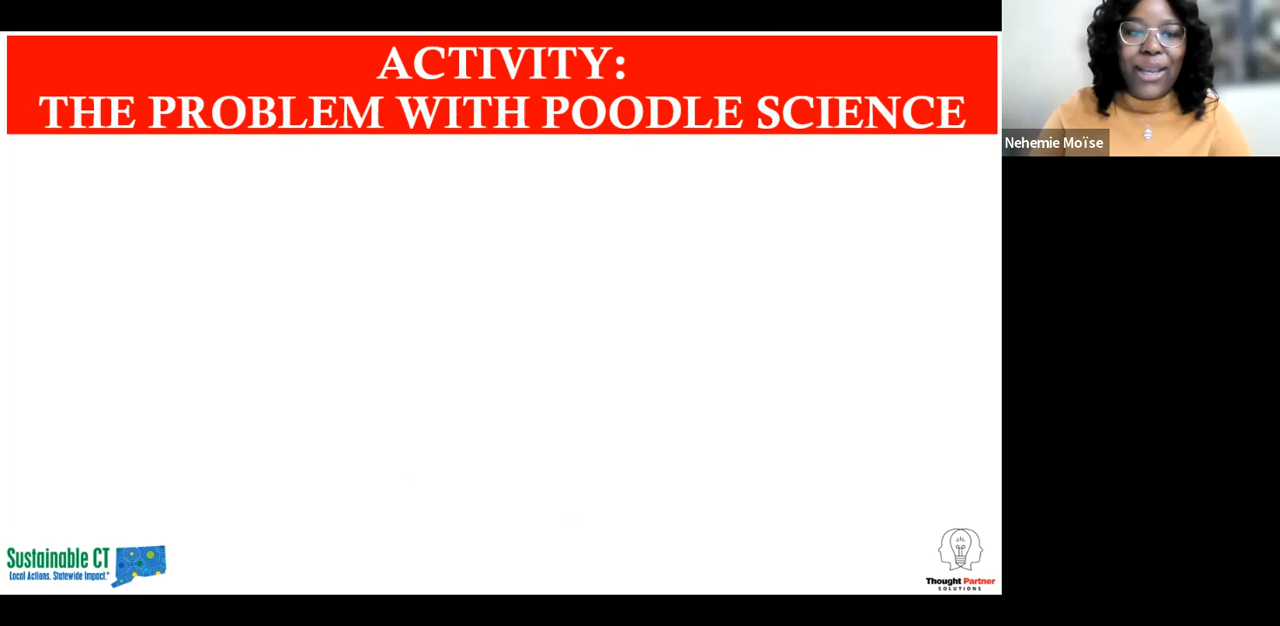 ACTIVITY:
THE PROBLEM WITH POODLE SCIENCE
Nehemie Moïse
Sustainable CT
Local Actions. Statewide Impact.®
Thought Partner
SOLUTIONS